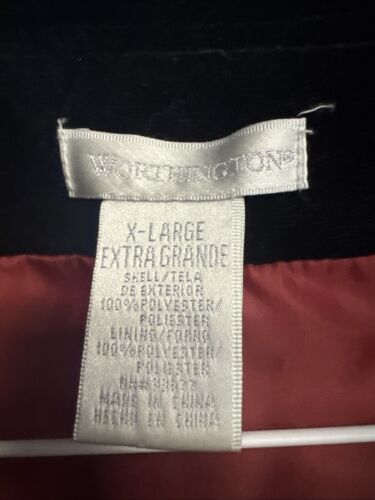 WORTHINGTON®
X-LARGE
EXTRA GRANDE
SHELL/TELA
DE EXTERIOR
100%POLYESTER/
POLIESTER
LINING/FORRO
100%POLYESTER/
POLIESTER
MADE IN CHINA
HECHO EN CHINA